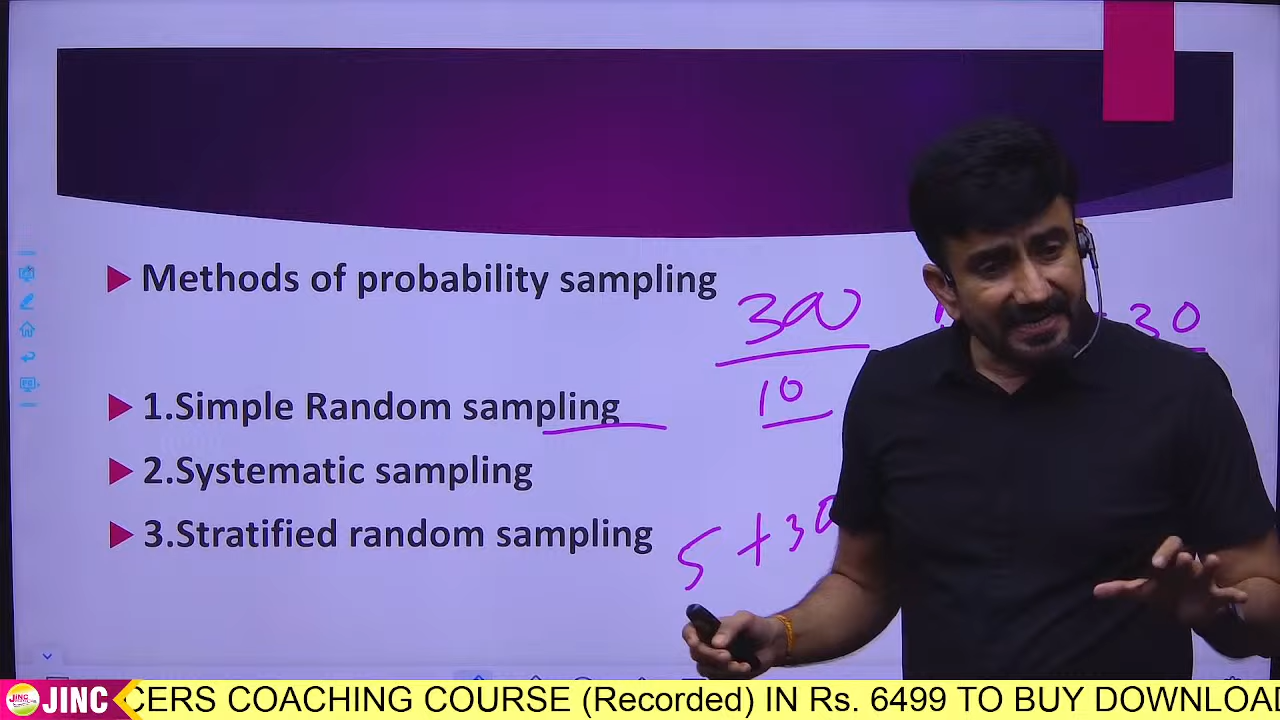 Methods of probability sampling
300
10
30
1.Simple Random sampling
2.Systematic sampling
3.Stratified random sampling
5 + 30
JINC
CERS COACHING COURSE (Recorded) IN Rs. 6499 TO BUY DOWNLOA